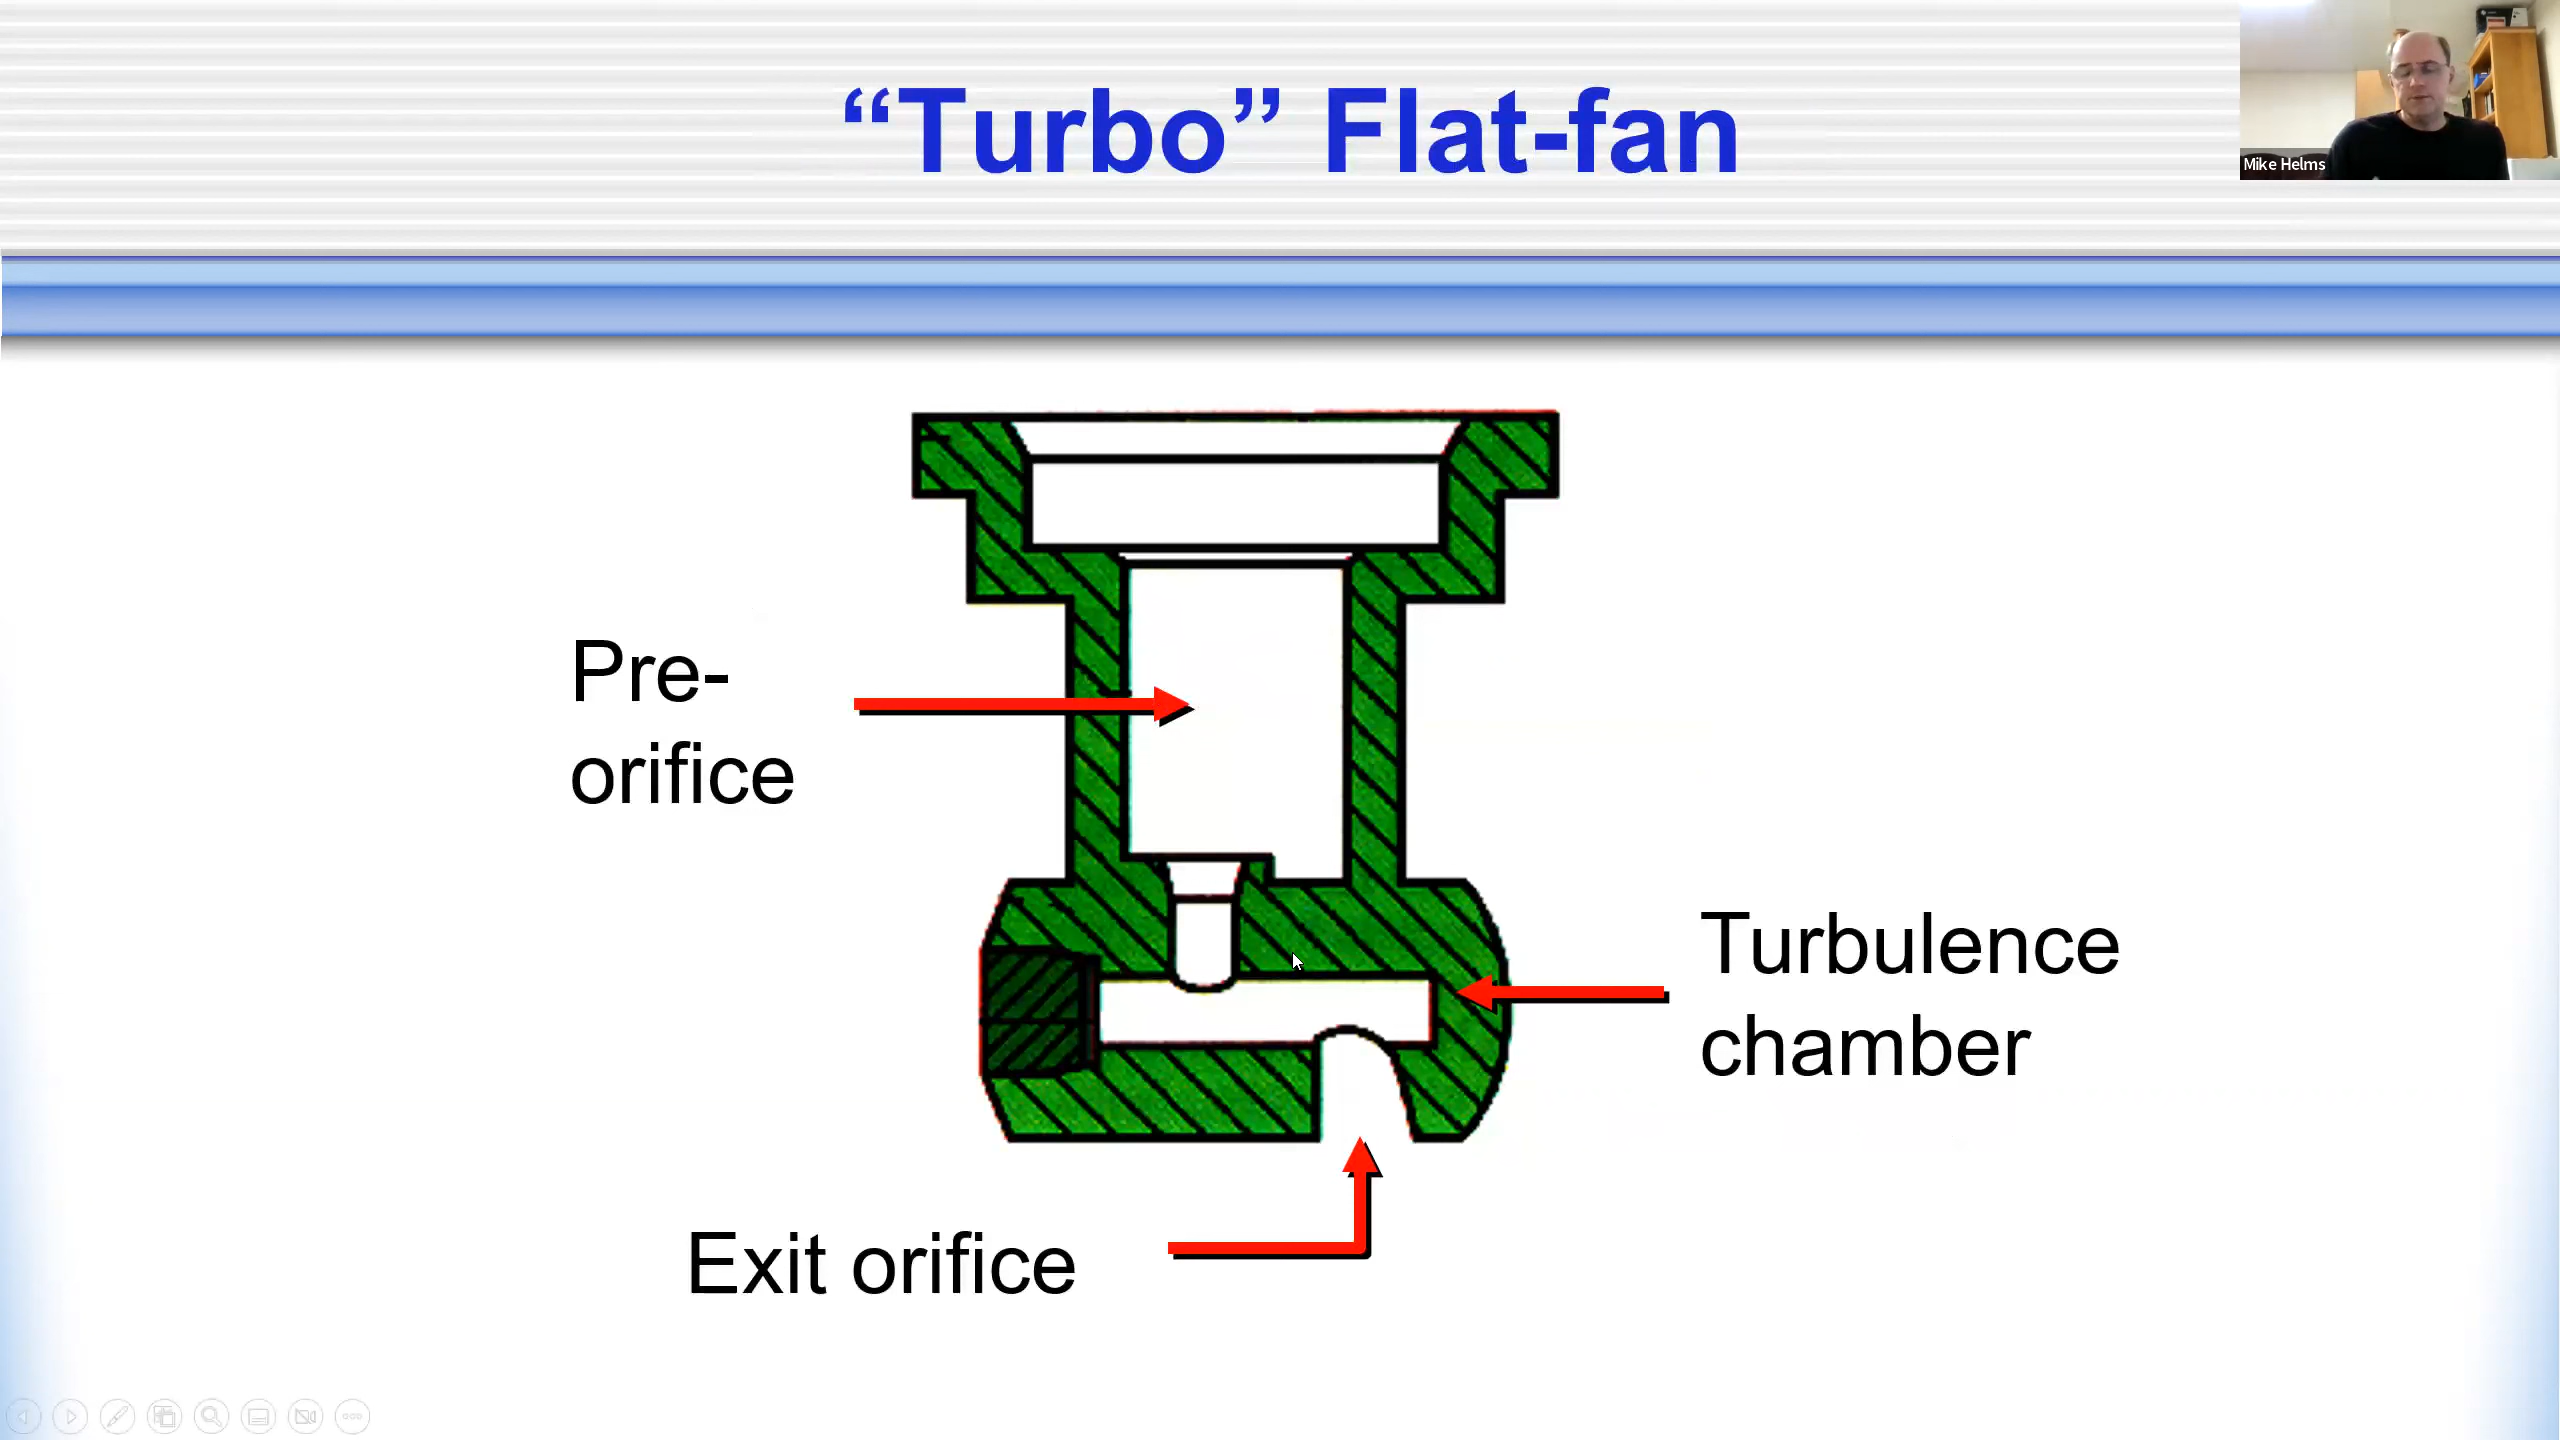 “Turbo” Flat-fan
Mike Helms
Pre-
orifice
Turbulence
chamber
Exit orifice